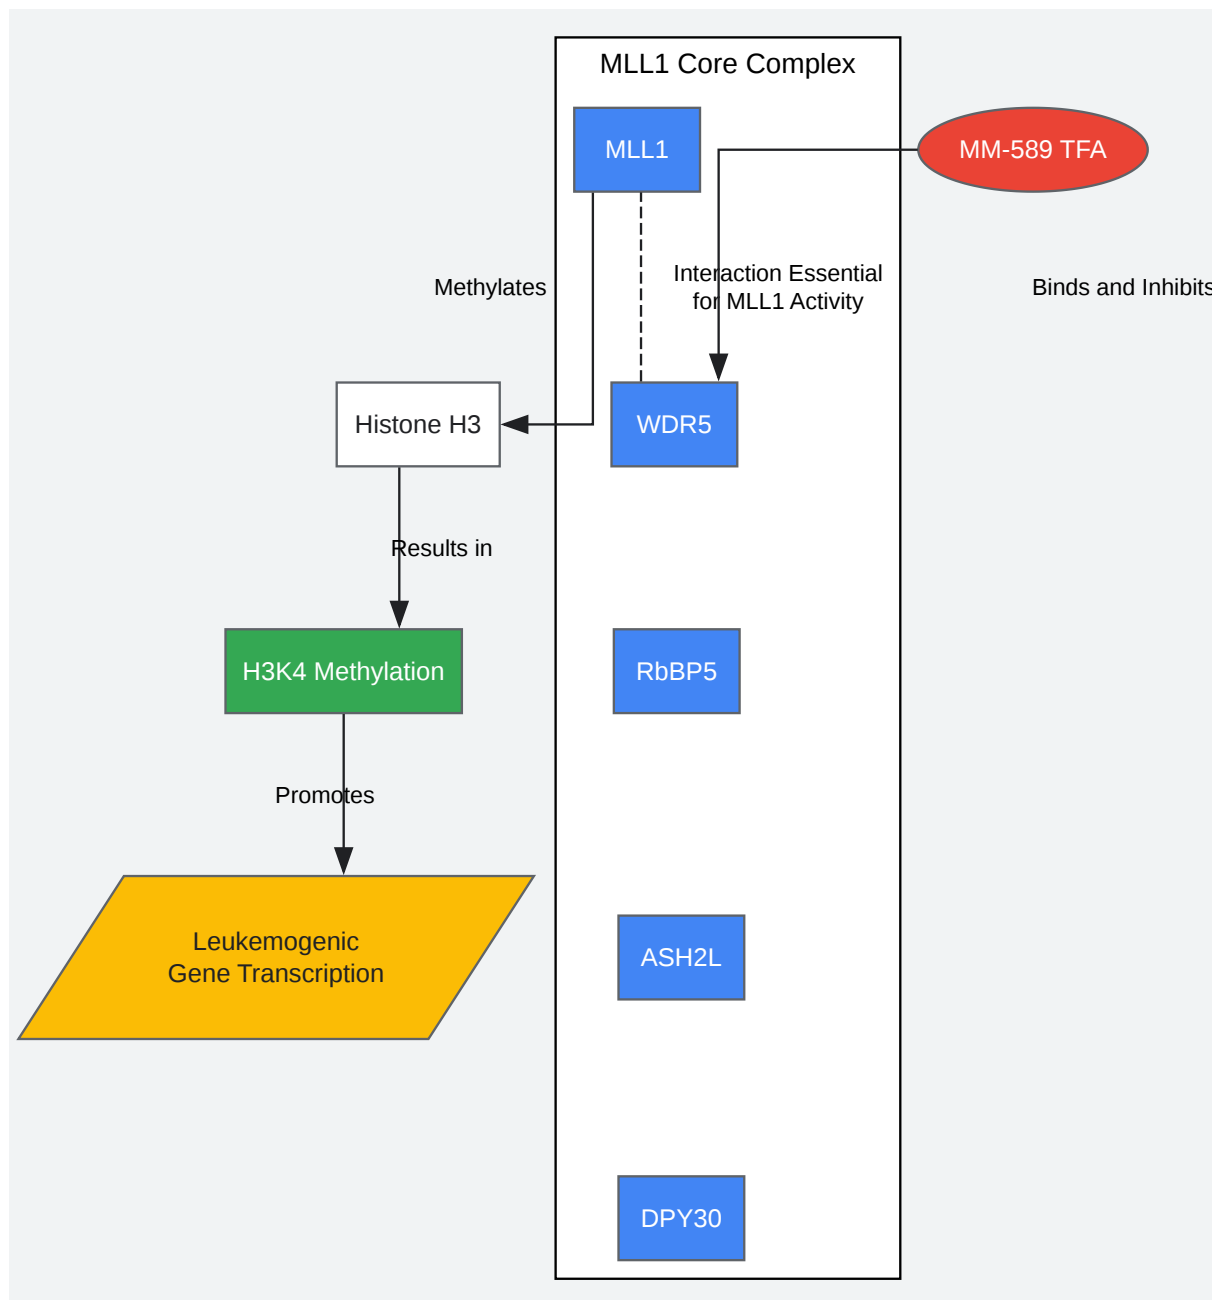 MLL1 Core Complex
MLL1
MM-589 TFA
Methylates
Interaction Essential
for MLL1 Activity
Binds and Inhibits
Histone H3
WDR5
Results in
H3K4 Methylation
RbBP5
Promotes
Leukemogenic
Gene Transcription
ASH2L
DPY30